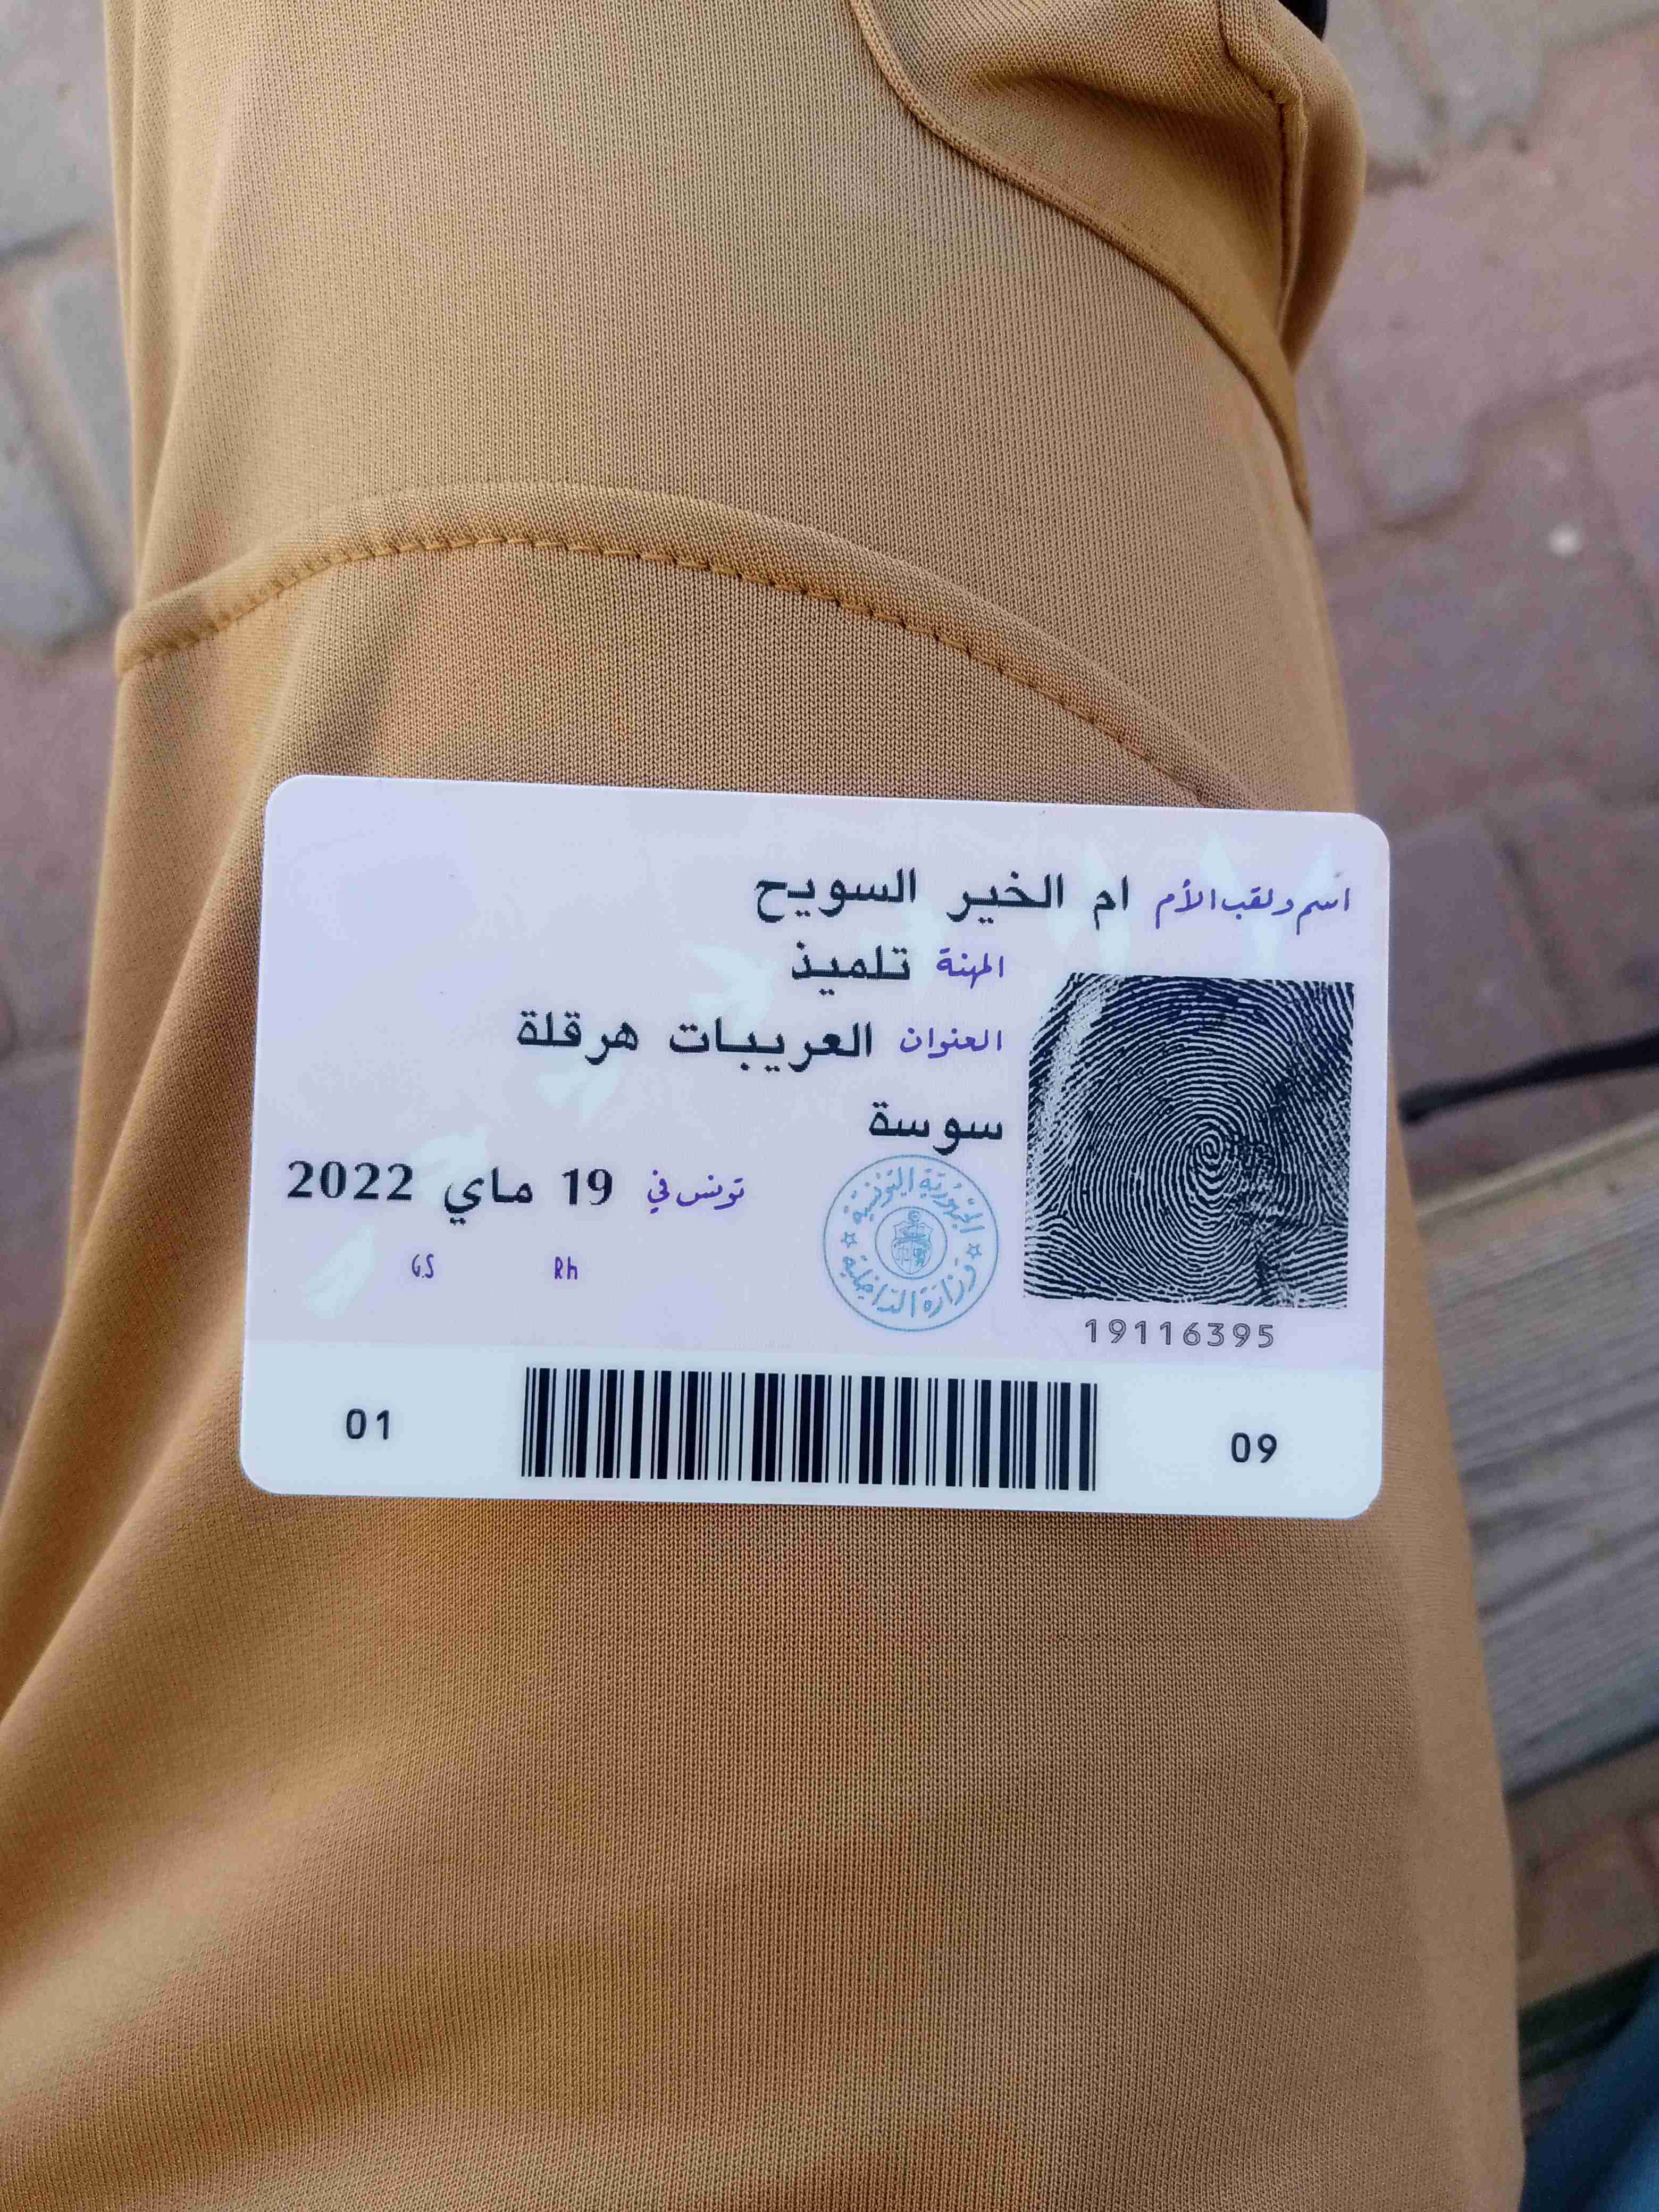 اسم ولقب الأم ام الخير السويح
المهنة تلميذ
العنوان العريبات هرقلة
سوسة
تونس في 19 ماي 2022
الجمهورية التونسية
وزارة الداخلية
G.S Rh
19116395
01 09